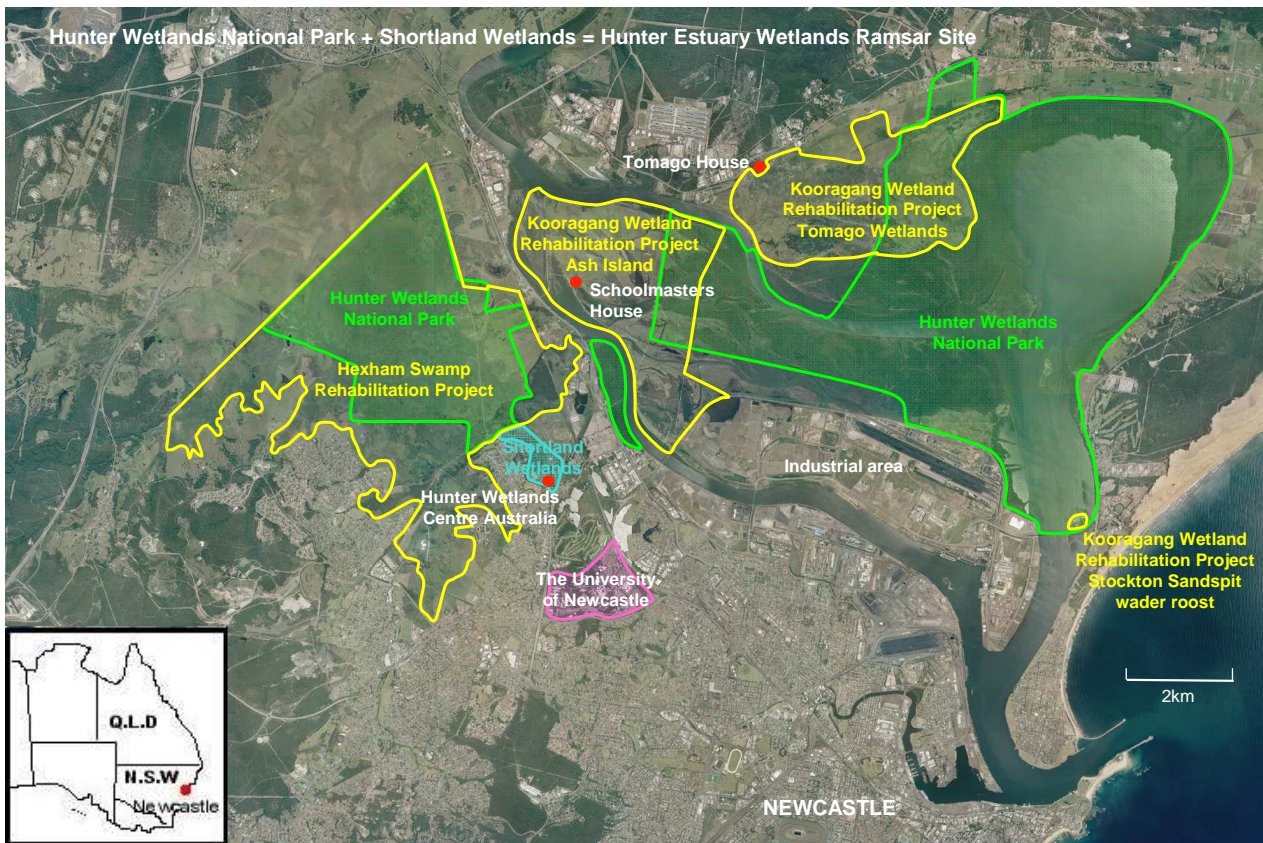 Hunter Wetlands National Park + Shortland Wetlands = Hunter Estuary Wetlands Ramsar Site
Tomago House
Kooragang Wetland
Rehabilitation Project
Tomago Wetlands
Kooragang Wetland
Rehabilitation Project
Ash Island
Schoolmasters
House
Hunter Wetlands
National Park
Hunter Wetlands
National Park
Hexham Swamp
Rehabilitation Project
Shortland
Wetlands
Industrial area
Hunter Wetlands
Centre Australia
Kooragang Wetland
Rehabilitation Project
Stockton Sandspit
wader roost
The University
of Newcastle
2km
Q.L.D
N.S.W
Newcastle
NEWCASTLE